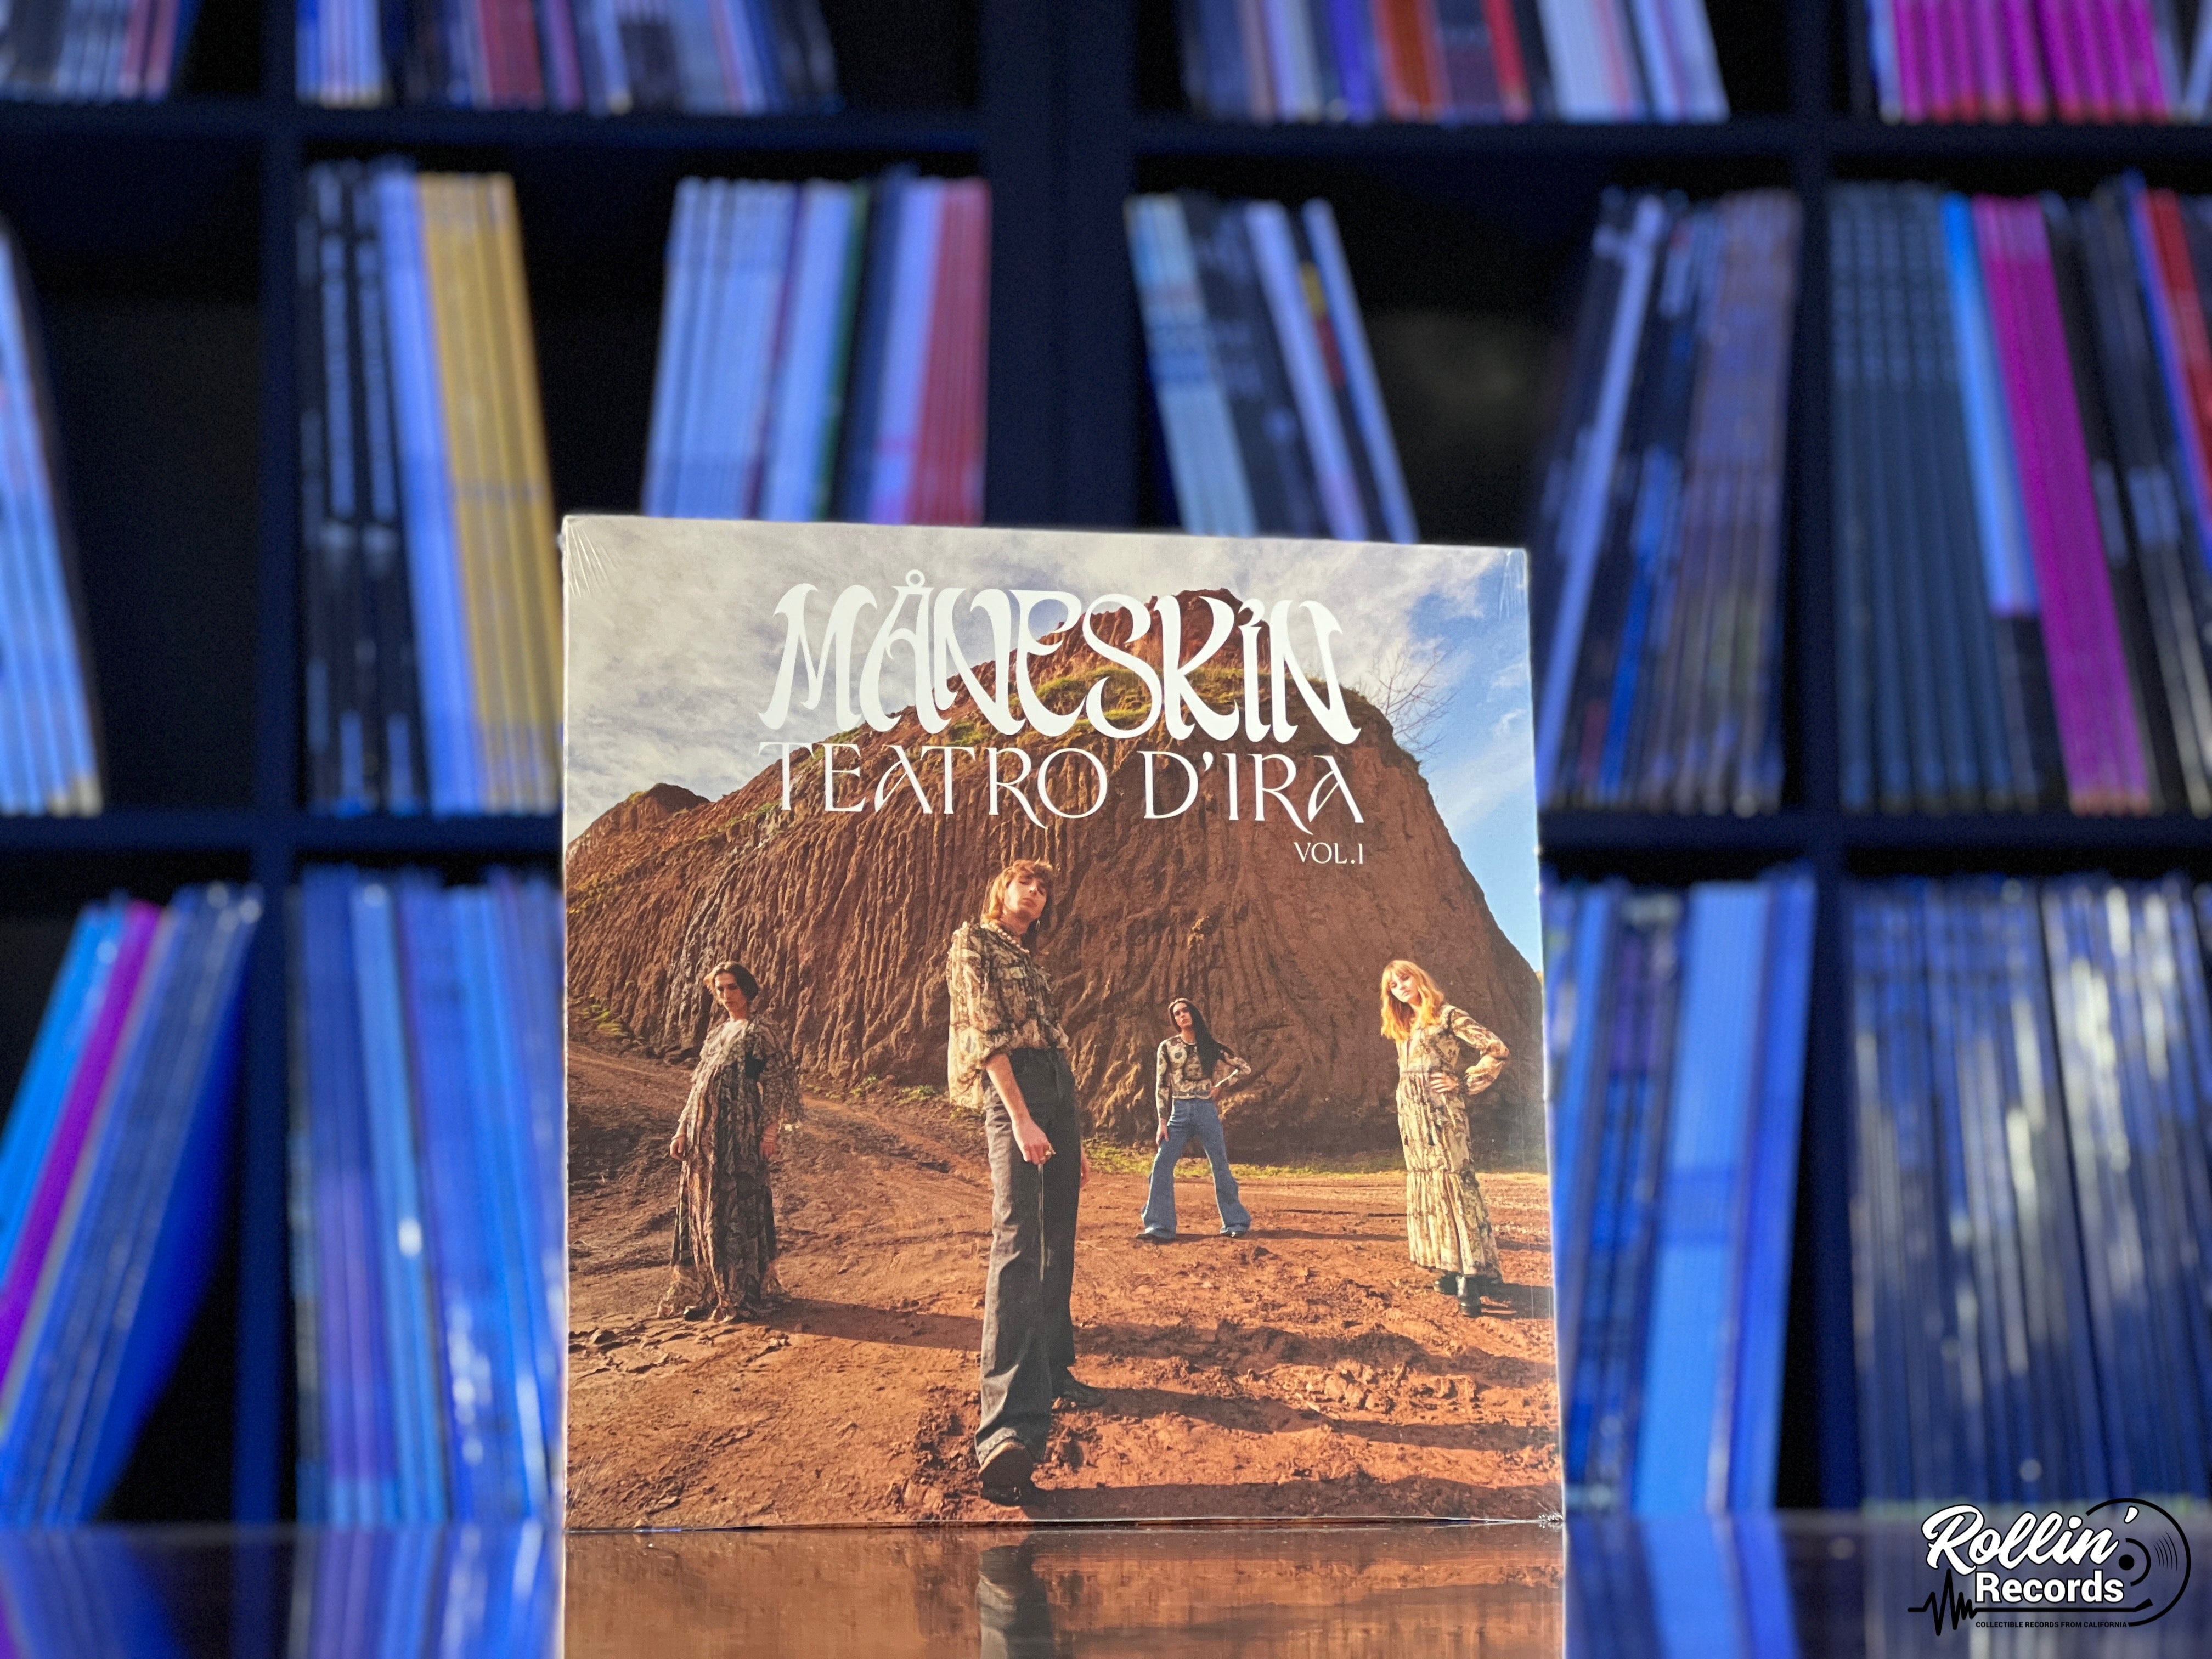 MÅNESKIN
TEATRO D'IRA
VOL.I
Rollin'
Records
COLLECTIBLE RECORDS FROM CALIFORNIA